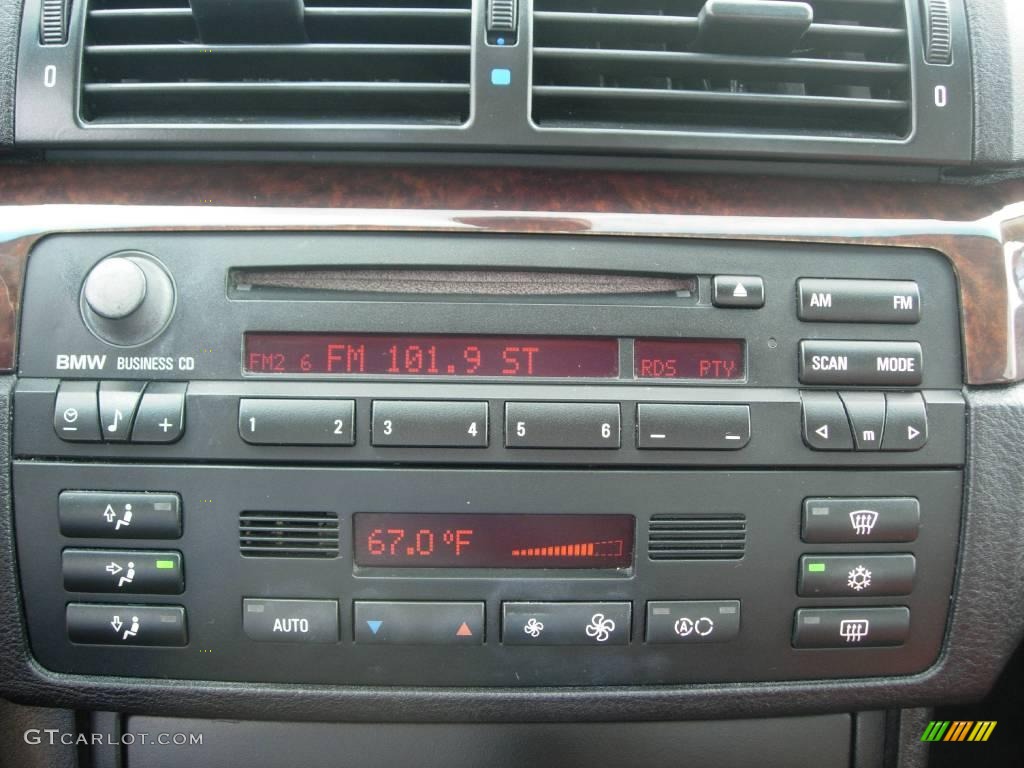 0
0
BMW BUSINESS CD
FM2 6 FM 101.9 ST
RDS PTY
AM FM
SCAN MODE
1 2 3 4 5 6
m
67.0°F
AUTO
A
GTCARLOT.COM